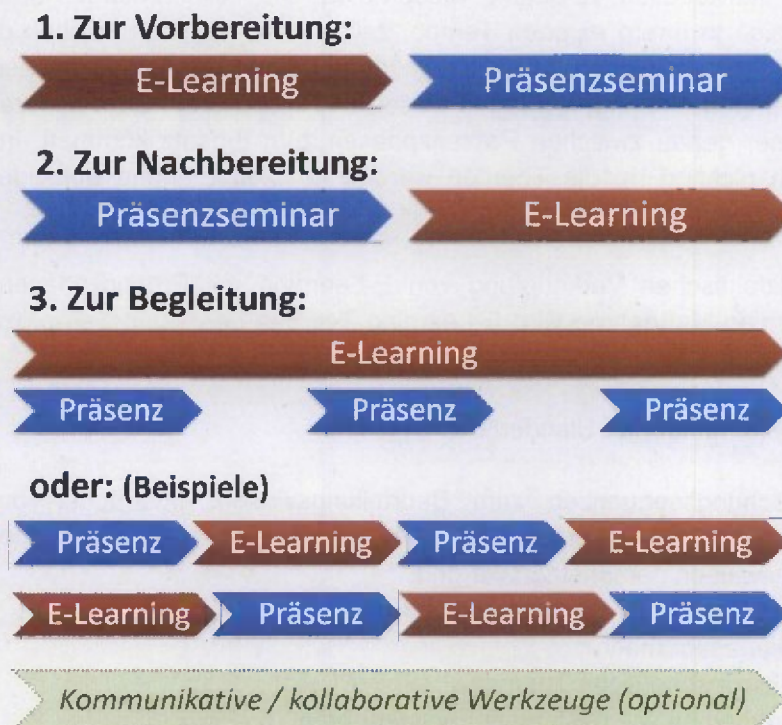 1. Zur Vorbereitung:
E-Learning Präsenzseminar
2. Zur Nachbereitung:
Präsenzseminar E-Learning
3. Zur Begleitung:
E-Learning
Präsenz Präsenz Präsenz
oder: (Beispiele)
Präsenz E-Learning Präsenz E-Learning
E-Learning Präsenz E-Learning Präsenz
Kommunikative / kollaborative Werkzeuge (optional)